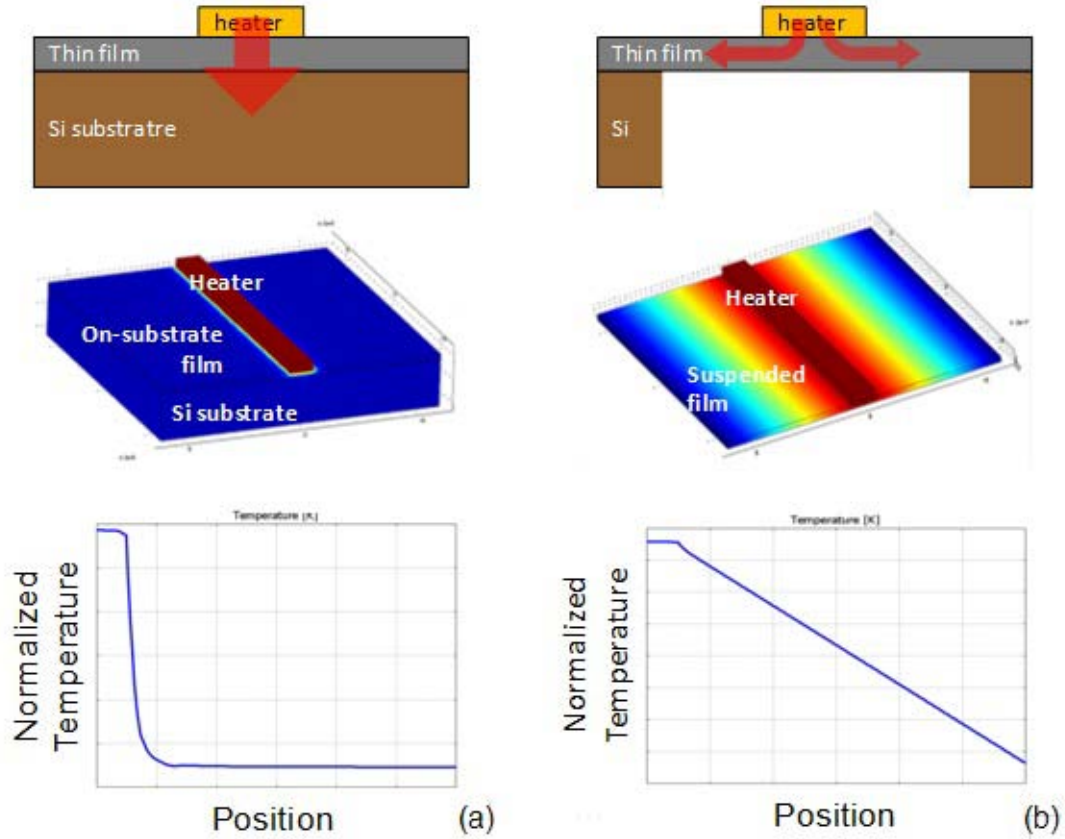 heater
Thin film
Si substratre
heater
Thin film
Si
Heater
On-substrate
film
Si substrate
Heater
Suspended
film
Temperature
Normalized
Temperature
Position
(a)
Temperature [K]
Normalized
Temperature
Position
(b)